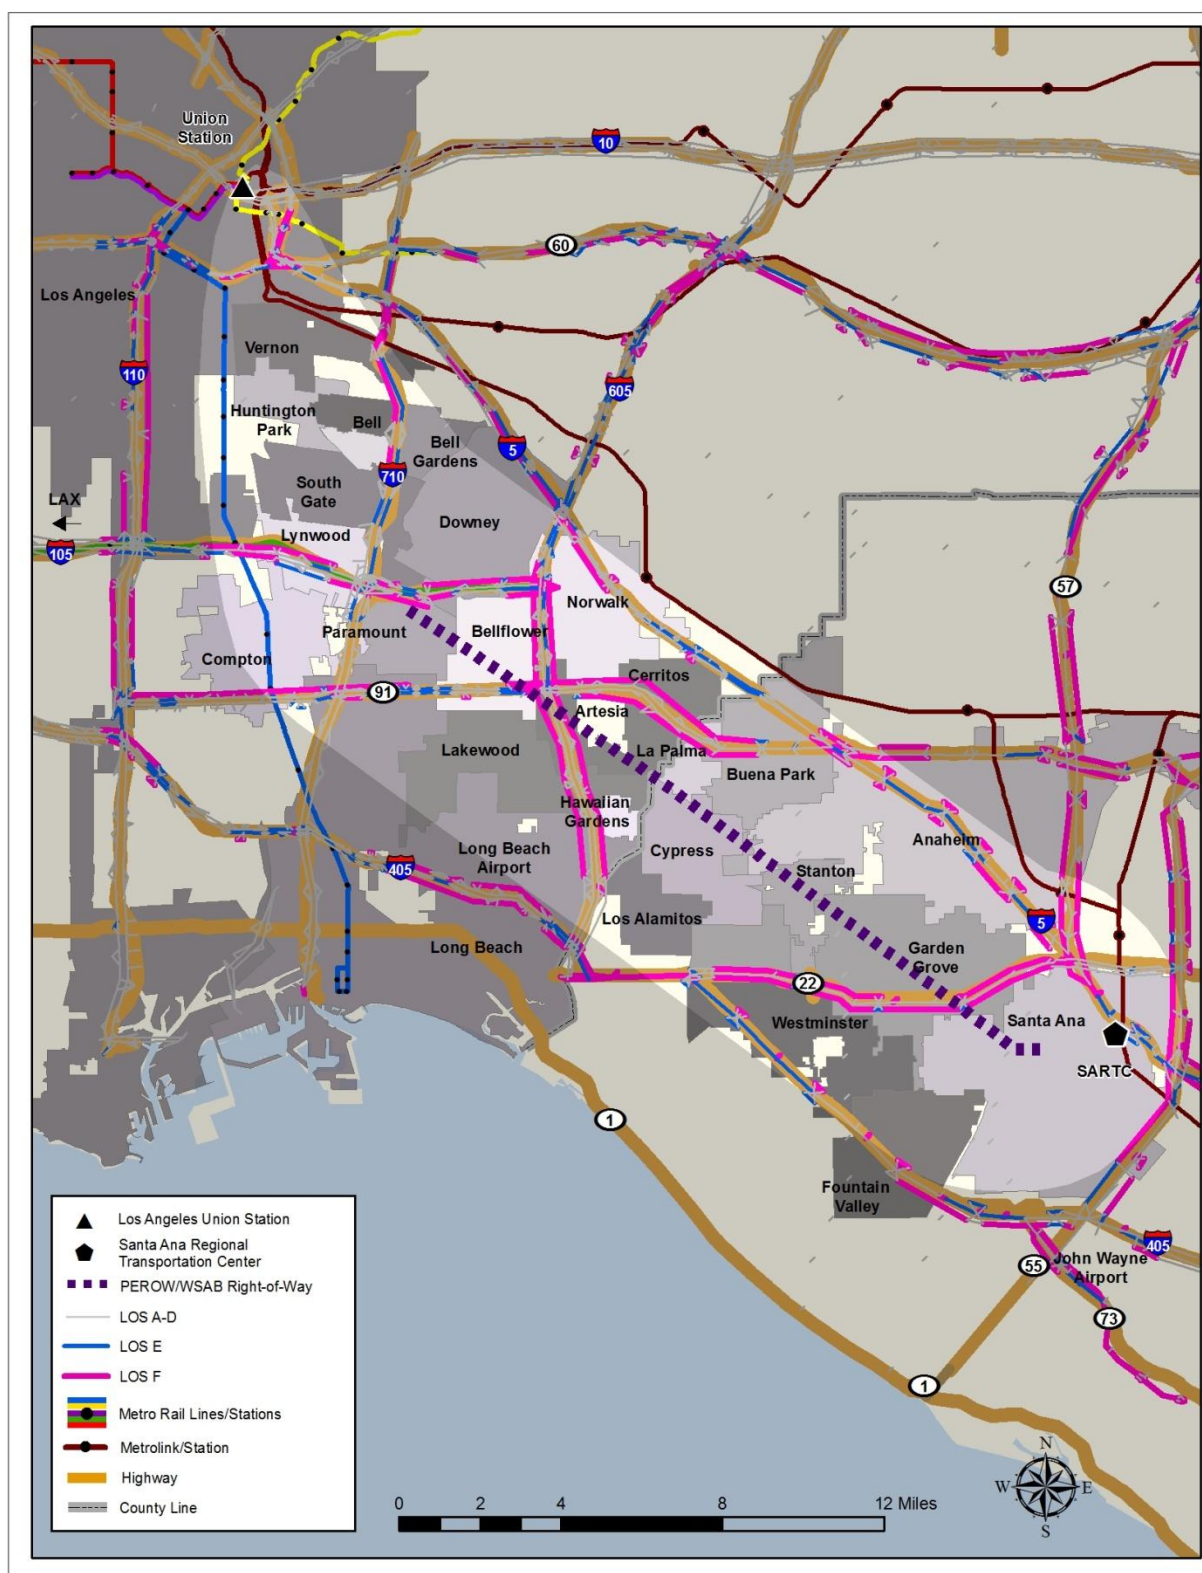 Union
Station
10
60
Los Angeles
Vernon
110
605
Huntington
Park
Bell
Bell
Gardens
5
710
South
Gate
LAX
Downey
Lynwood
105
57
Norwalk
Paramount
Bellflower
Compton
Cerritos
91
Artesia
Lakewood
La Palma
Buena Park
Hawaiian
Gardens
Anaheim
Long Beach
Airport
Cypress
405
Stanton
Los Alamitos
5
Long Beach
Garden
Grove
22
Westminster
Santa Ana
SARTC
1
Fountain
Valley
405
55
John Wayne
Airport
73
1
Los Angeles Union Station
Santa Ana Regional
Transportation Center
PEROW/WSAB Right-of-Way
LOS A-D
LOS E
LOS F
Metro Rail Lines/Stations
Metrolink/Station
Highway
County Line
0 2 4 8 12 Miles
N
W E
S